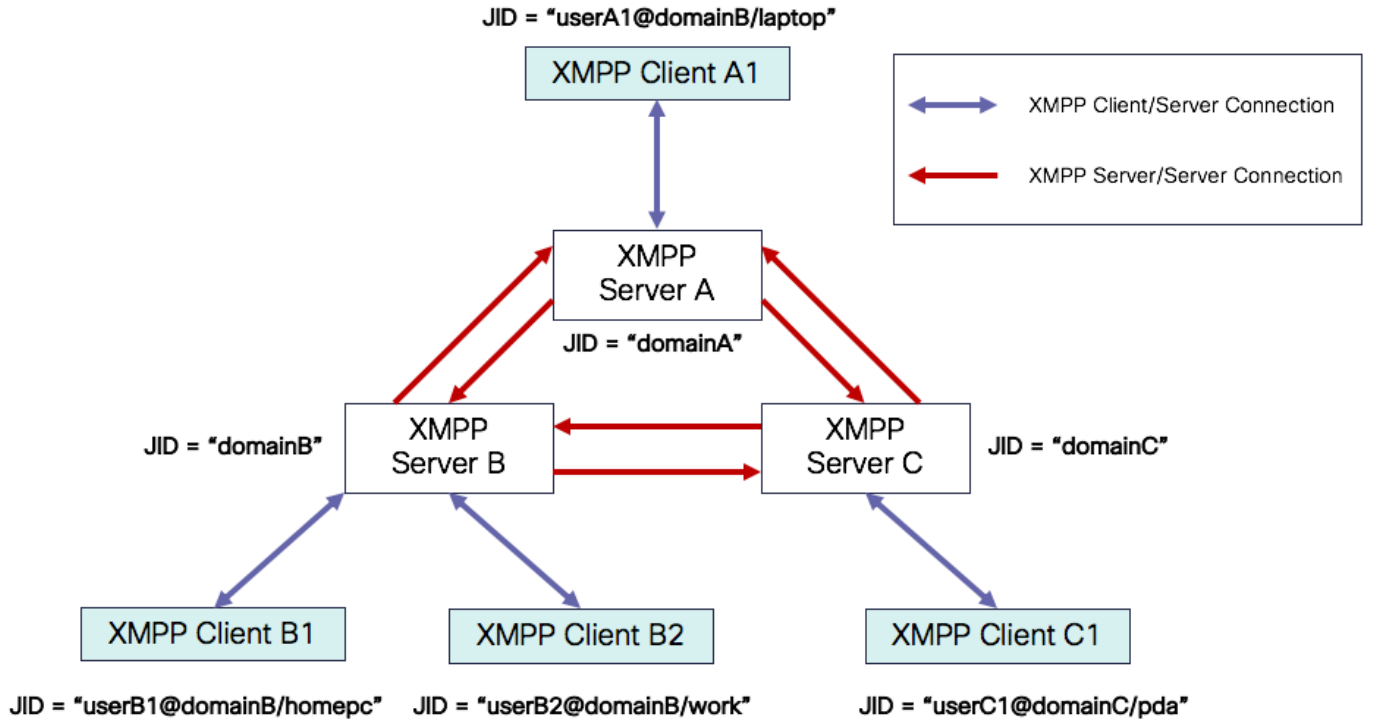 JID = “userA1@domainB/laptop”
XMPP Client A1
XMPP Client/Server Connection
XMPP Server/Server Connection
XMPP
Server A
JID = “domainA”
JID = “domainB”
XMPP
Server B
XMPP
Server C
JID = “domainC”
XMPP Client B1
XMPP Client B2
XMPP Client C1
JID = “userB1@domainB/homepc”
JID = “userB2@domainB/work”
JID = “userC1@domainC/pda”